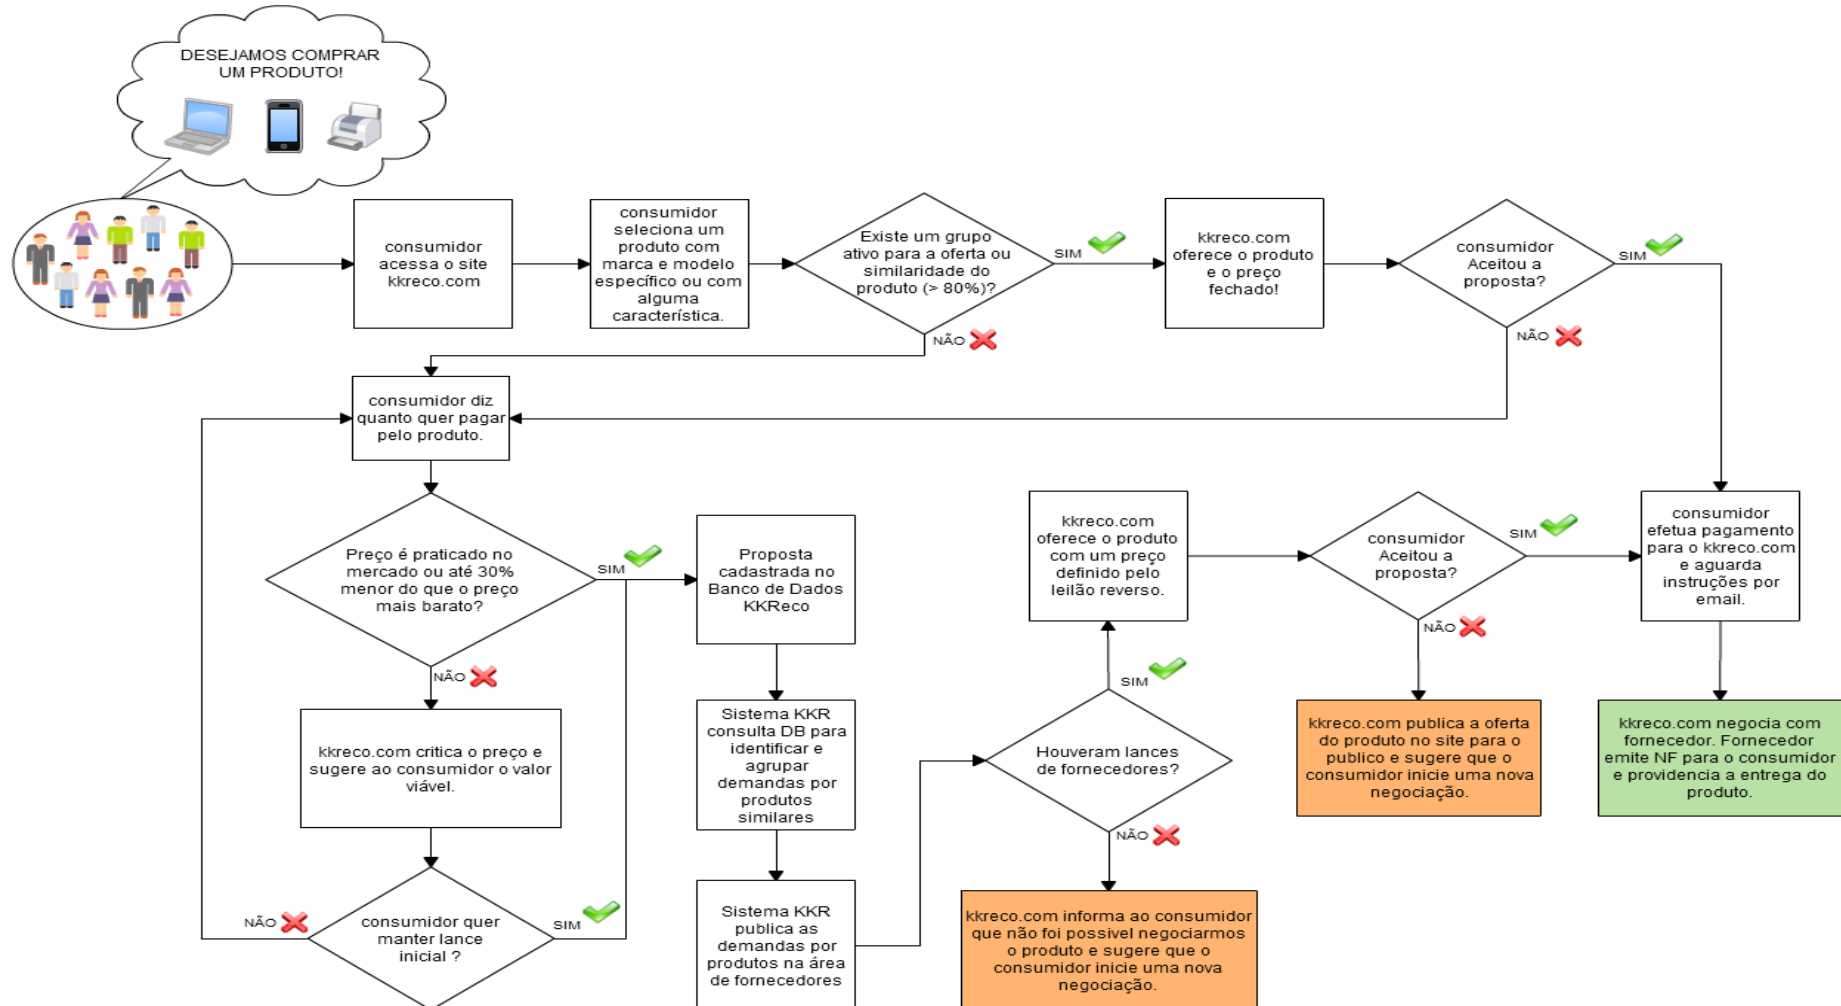 DESEJAMOS COMPRAR
UM PRODUTO!
consumidor
acessa o site
kkreco.com
consumidor
seleciona um
produto com
marca e modelo
específico ou com
alguma
característica.
Existe um grupo
ativo para a oferta ou
similaridade do
produto (> 80%)?
SIM
NÃO
kkreco.com
oferece o produto
e o preço
fechado!
consumidor
Aceitou a
proposta?
SIM
NÃO
consumidor diz
quanto quer pagar
pelo produto.
Preço é praticado no
mercado ou até 30%
menor do que o preço
mais barato?
SIM
NÃO
kkreco.com critica o preço e
sugere ao consumidor o valor
viável.
consumidor quer
manter lance
inicial ?
NÃO
SIM
Proposta
cadastrada no
Banco de Dados
KKReco
Sistema KKR
consulta DB para
identificar e
agrupar
demandas por
produtos
similares
Sistema KKR
publica as
demandas por
produtos na área
de fornecedores
Houveram lances
de fornecedores?
SIM
NÃO
kkreco.com
oferece o produto
com um preço
definido pelo
leilão reverso.
kkreco.com informa ao consumidor
que não foi possivel negociarmos
o produto e sugere que o
consumidor inicie uma nova
negociação.
consumidor
Aceitou a
proposta?
SIM
NÃO
kkreco.com publica a oferta
do produto no site para o
publico e sugere que o
consumidor inicie uma nova
negociação.
consumidor
efetua pagamento
para o kkreco.com
e aguarda
instruções por
email.
kkreco.com negocia com
fornecedor. Fornecedor
emite NF para o consumidor
e providencia a entrega do
produto.